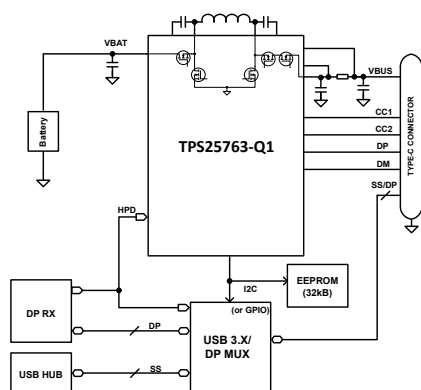 VBAT
VBUS
Battery
TPS25763-Q1
CC1
CC2
DP
DM
SS/DP
TYPE-C CONNECTOR
HPD
I2C
(or GPIO)
EEPROM
(32kB)
DP RX
DP
USB 3.X/
DP MUX
USB HUB
SS